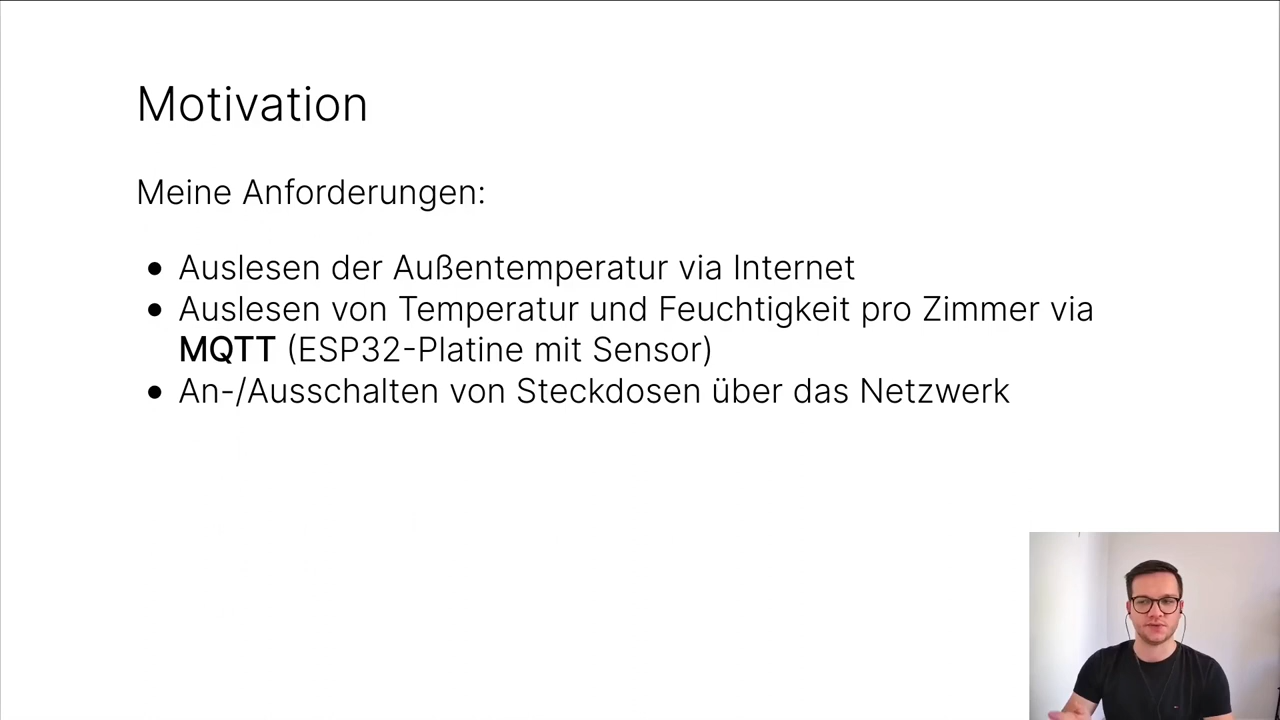 Motivation
Meine Anforderungen:
• Auslesen der Außentemperatur via Internet
• Auslesen von Temperatur und Feuchtigkeit pro Zimmer via
MQTT (ESP32-Platine mit Sensor)
• An-/Ausschalten von Steckdosen über das Netzwerk